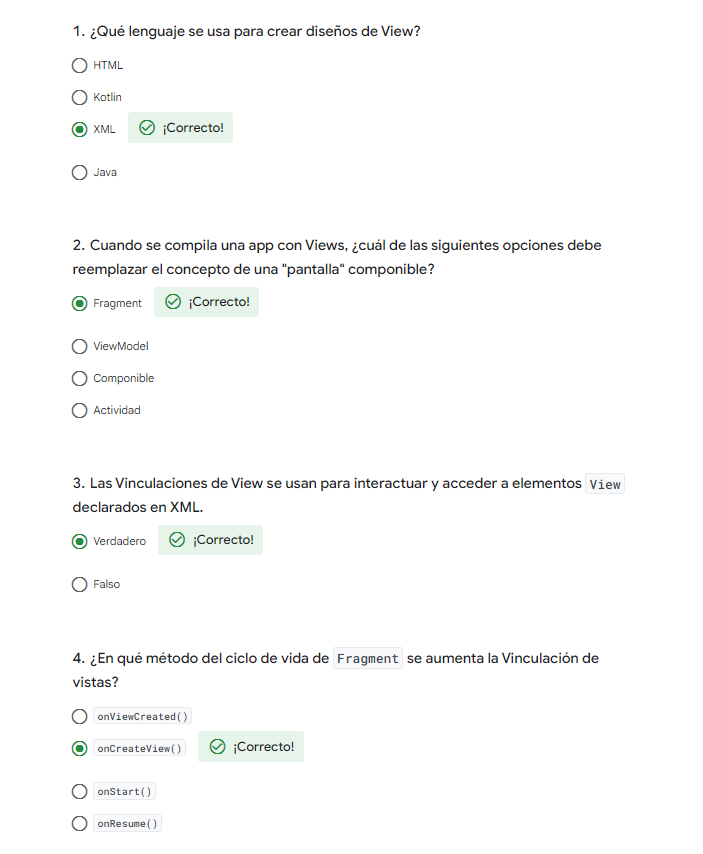 1. ¿Qué lenguaje se usa para crear diseños de View?
HTML
Kotlin
XML ¡Correcto!
Java
2. Cuando se compila una app con Views, ¿cuál de las siguientes opciones debe
reemplazar el concepto de una "pantalla" componible?
Fragment ¡Correcto!
ViewModel
Componible
Actividad
3. Las Vinculaciones de View se usan para interactuar y acceder a elementos View
declarados en XML.
Verdadero ¡Correcto!
Falso
4. ¿En qué método del ciclo de vida de Fragment se aumenta la Vinculación de
vistas?
onViewCreated()
onCreateView() ¡Correcto!
onStart()
onResume()